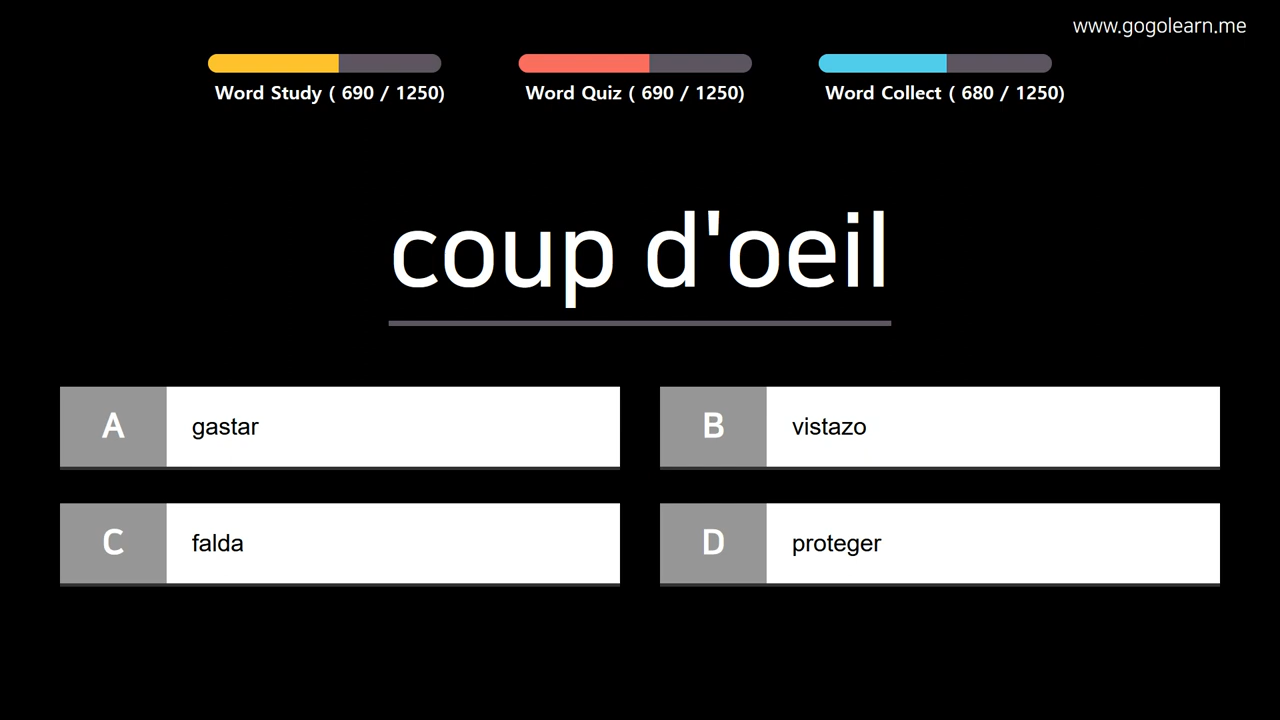 www.gogolearn.me
Word Study ( 690 / 1250)
Word Quiz ( 690 / 1250)
Word Collect ( 680 / 1250)
coup d'oeil
A gastar
B vistazo
C falda
D proteger